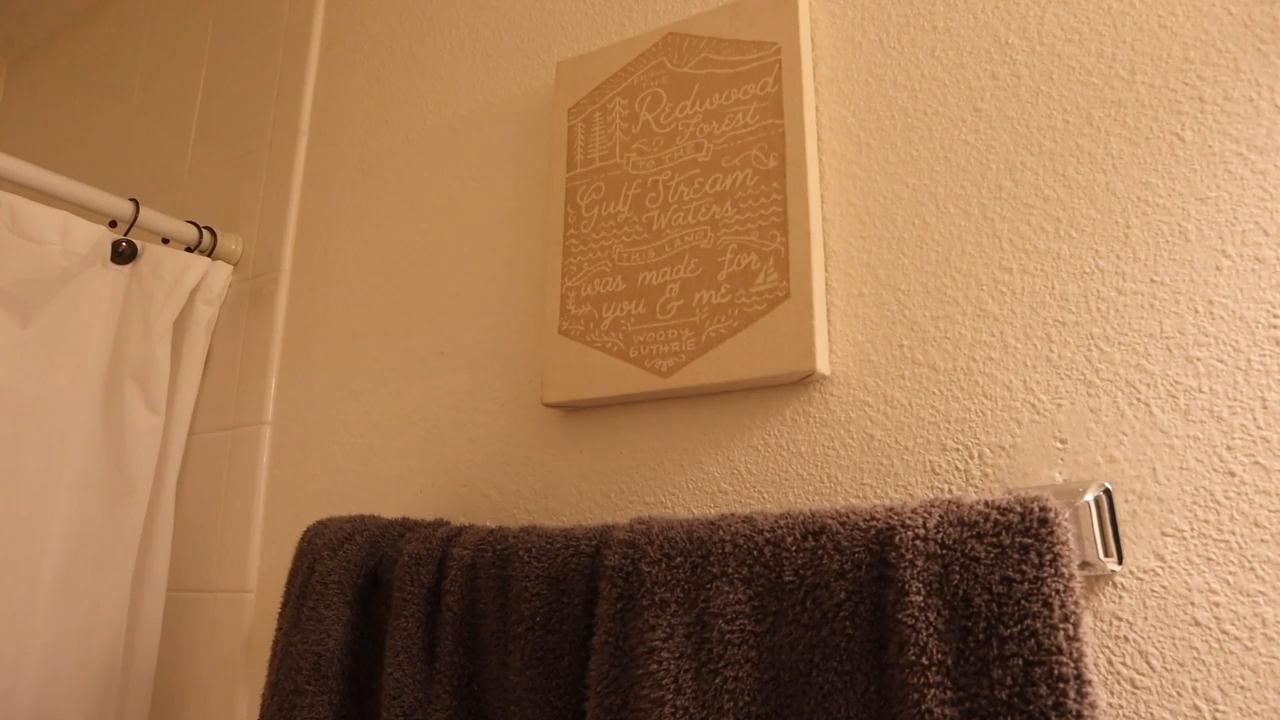 FROM THE
Redwood
Forest
TO THE
Gulf Stream
Waters
THIS LAND
was made for
you & me
WOODY
GUTHRIE